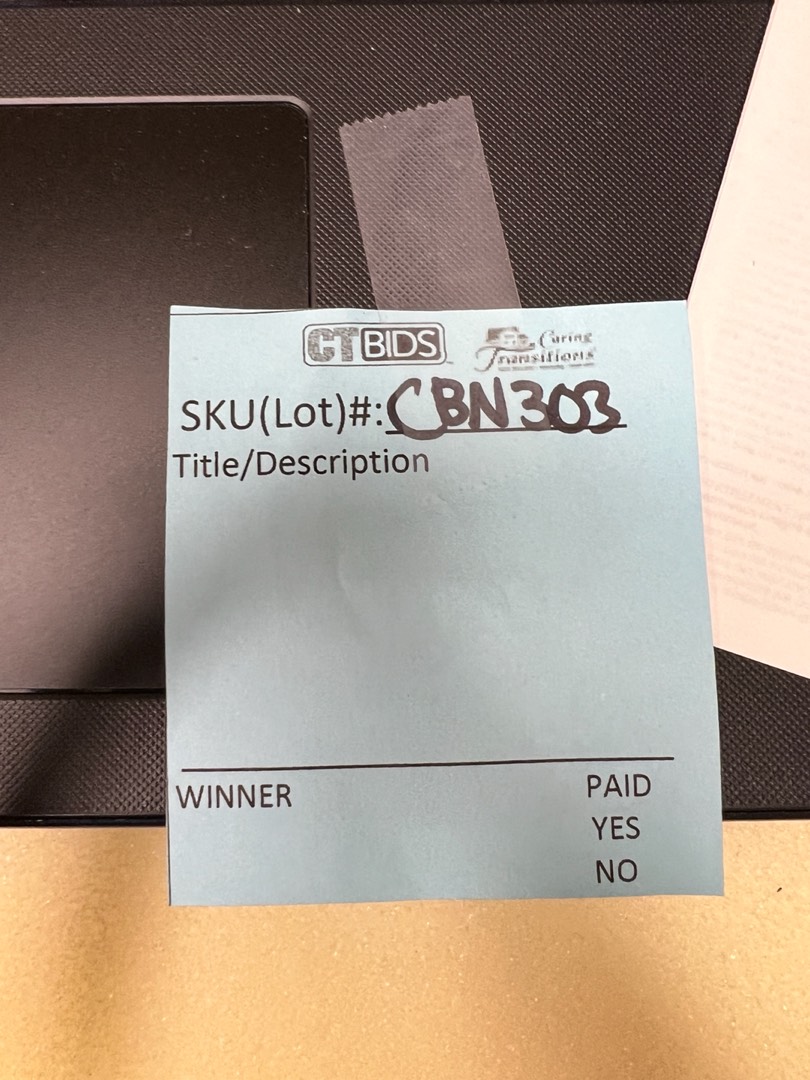 CTBIDS Caring Transitions
SKU(Lot)#: CBN303
Title/Description
WINNER PAID
YES
NO